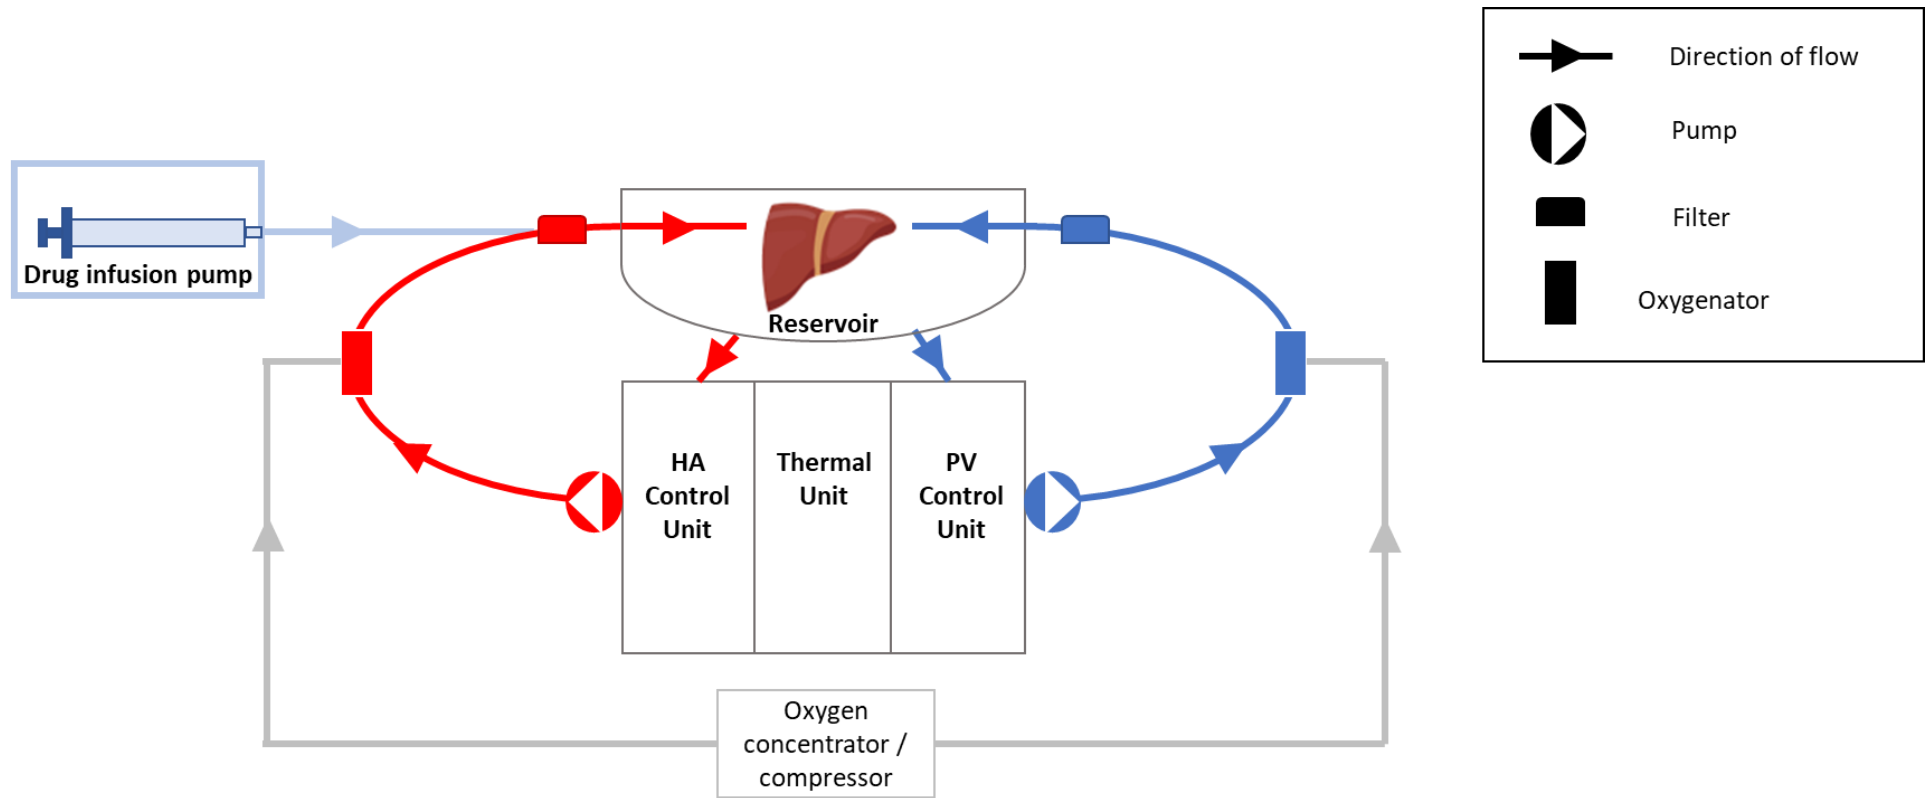 Direction of flow
Pump
Filter
Oxygenator
Drug infusion pump
Reservoir
HA
Control
Unit
Thermal
Unit
PV
Control
Unit
Oxygen
concentrator /
compressor